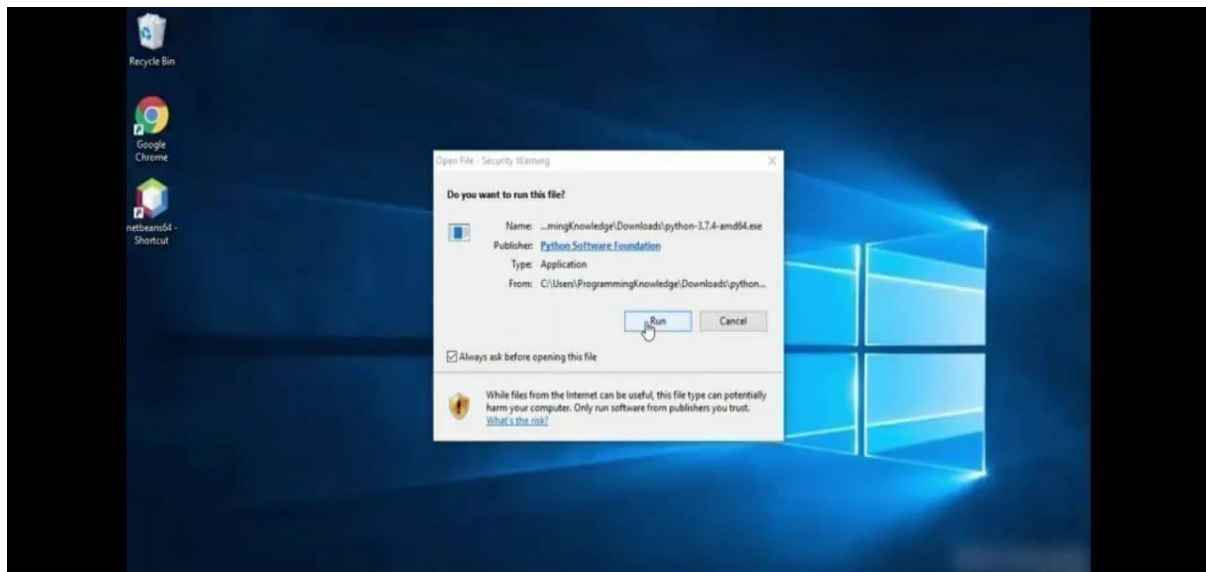 Recycle Bin
Google
Chrome
netbeans64 -
Shortcut
Open File - Security Warning
Do you want to run this file?
Name: ...mingKnowledge\Downloads\python-3.7.4-amd64.exe
Publisher: Python Software Foundation
Type: Application
From: C:\Users\ProgrammingKnowledge\Downloads\python...
Run Cancel
Always ask before opening this file
While files from the Internet can be useful, this file type can potentially
harm your computer. Only run software from publishers you trust.
What's the risk?